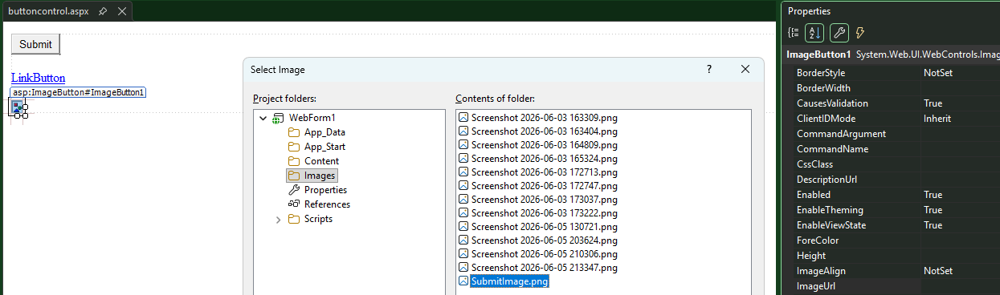 buttoncontrol.aspx
Submit
LinkButton
asp:ImageButton#ImageButton1
Select Image
?
Project folders:
WebForm1
App_Data
App_Start
Content
Images
Properties
References
Scripts
Contents of folder:
Screenshot 2026-06-03 163309.png
Screenshot 2026-06-03 163404.png
Screenshot 2026-06-03 164809.png
Screenshot 2026-06-03 165324.png
Screenshot 2026-06-03 172713.png
Screenshot 2026-06-03 172747.png
Screenshot 2026-06-03 173037.png
Screenshot 2026-06-03 173222.png
Screenshot 2026-06-05 130721.png
Screenshot 2026-06-05 203624.png
Screenshot 2026-06-05 210306.png
Screenshot 2026-06-05 213347.png
SubmitImage.png
Properties
ImageButton1 System.Web.UI.WebControls.Ima
BorderStyle NotSet
BorderWidth
CausesValidation True
ClientIDMode Inherit
CommandArgument
CommandName
CssClass
DescriptionUrl
Enabled True
EnableTheming True
EnableViewState True
ForeColor
Height
ImageAlign NotSet
ImageUrl